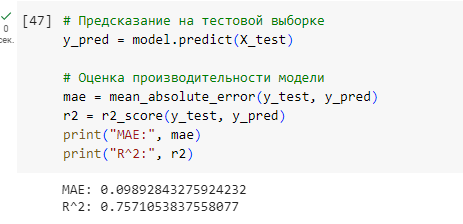 [47] # Предсказание на тестовой выборке
y_pred = model.predict(X_test)
0
сек.
# Оценка производительности модели
mae = mean_absolute_error(y_test, y_pred)
r2 = r2_score(y_test, y_pred)
print("MAE:", mae)
print("R^2:", r2)
MAE: 0.09892843275924232
R^2: 0.7571053837558077